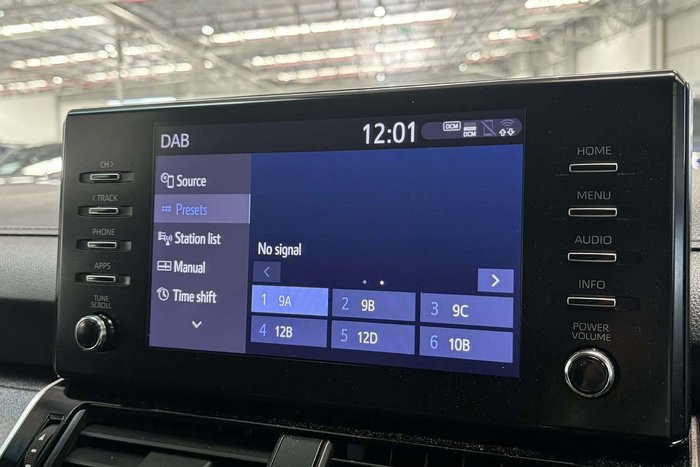 DAB
12:01
DCM
DCM
CH >
< TRACK
PHONE
APPS
TUNE
SCROLL
Source
Presets
Station list
Manual
Time shift
No signal
1 9A
2 9B
3 9C
4 12B
5 12D
6 10B
HOME
MENU
AUDIO
INFO
POWER
VOLUME